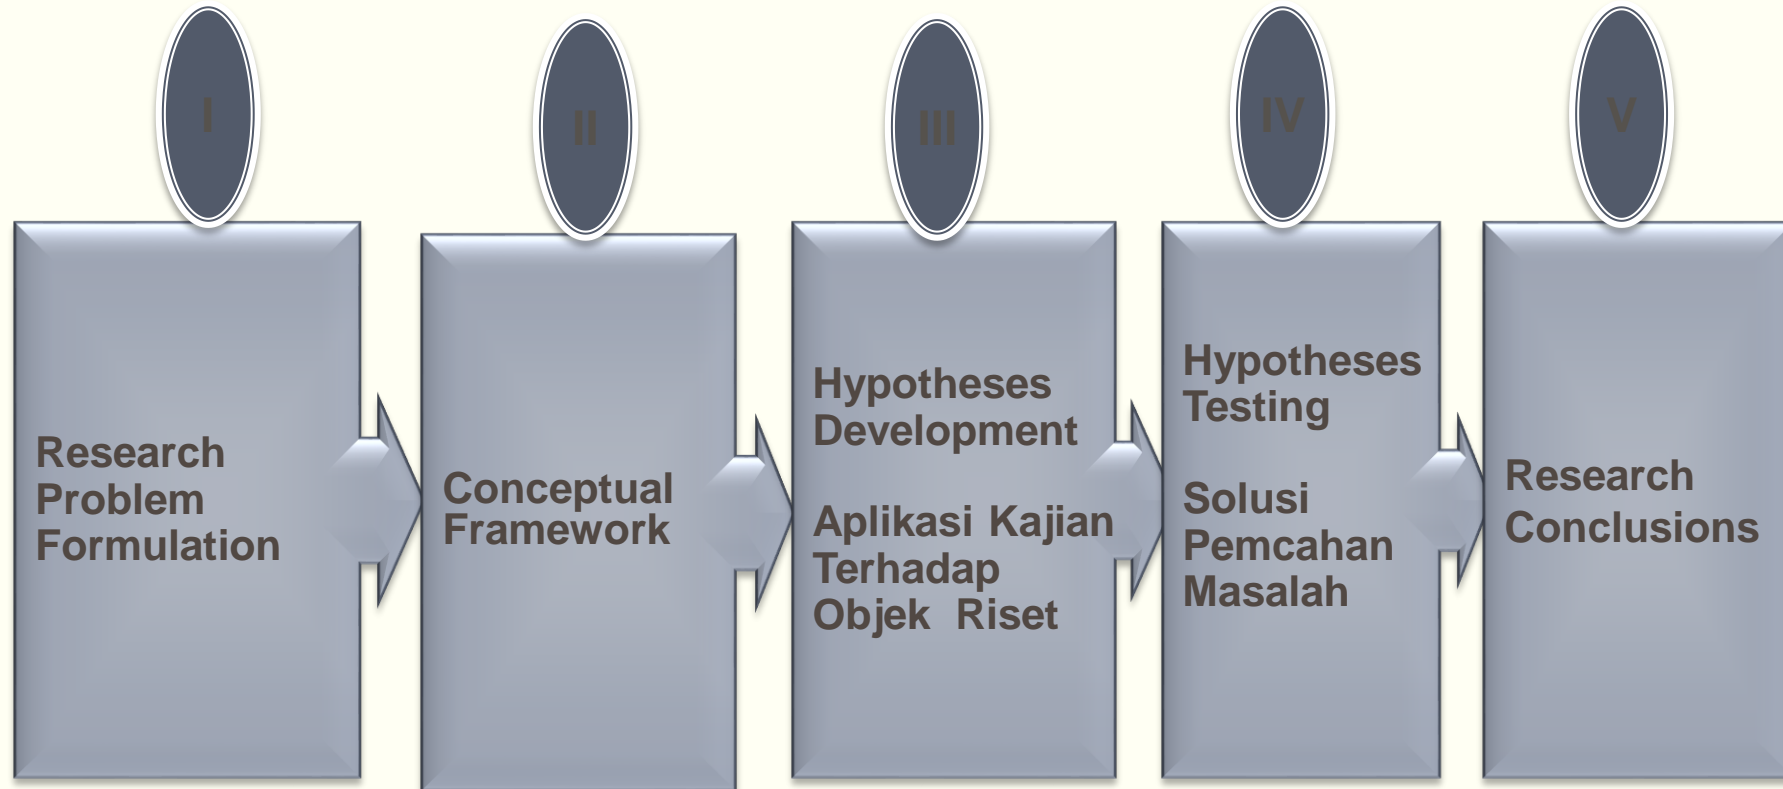 I
II
III
IV
V
Research
Problem
Formulation
Conceptual
Framework
Hypotheses
Development
Aplikasi Kajian
Terhadap
Objek Riset
Hypotheses
Testing
Solusi
Pemcahan
Masalah
Research
Conclusions